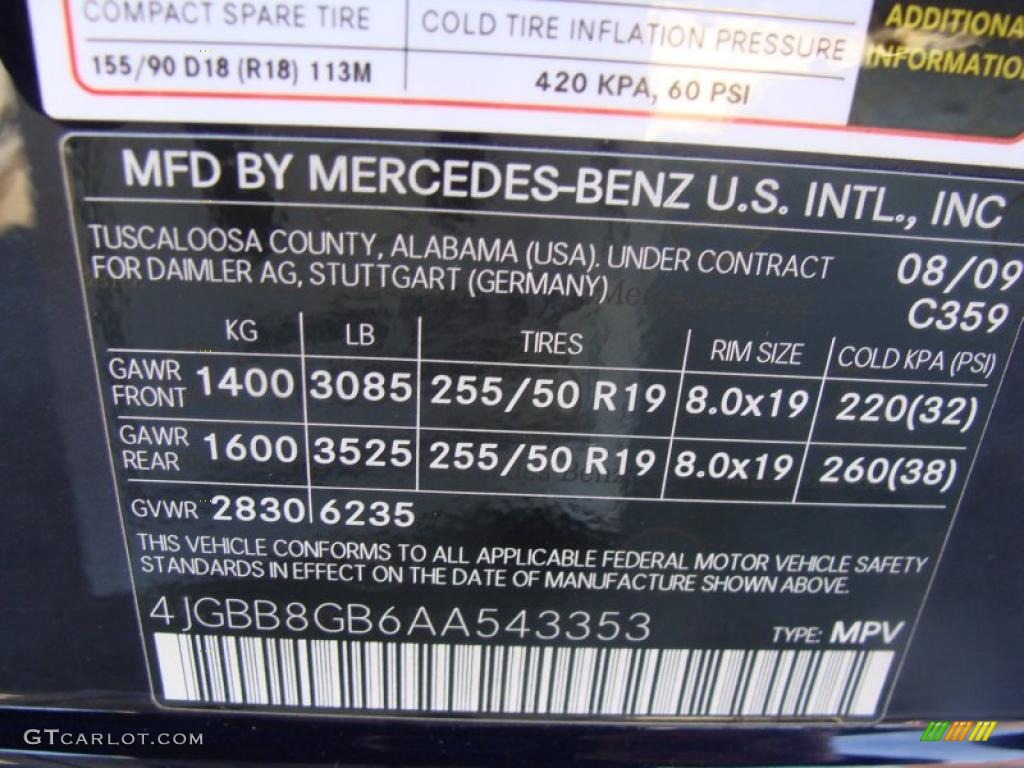 COMPACT SPARE TIRE
COLD TIRE INFLATION PRESSURE
155/90 D18 (R18) 113M
420 KPA, 60 PSI
ADDITIONA
INFORMATIO
MFD BY MERCEDES-BENZ U.S. INTL., INC
TUSCALOOSA COUNTY, ALABAMA (USA). UNDER CONTRACT
FOR DAIMLER AG, STUTTGART (GERMANY)
08/09
C359
KG LB TIRES RIM SIZE COLD KPA (PSI)
GAWR FRONT 1400 3085 255/50 R19 8.0x19 220(32)
GAWR REAR 1600 3525 255/50 R19 8.0x19 260(38)
GVWR 2830 6235
THIS VEHICLE CONFORMS TO ALL APPLICABLE FEDERAL MOTOR VEHICLE SAFETY
STANDARDS IN EFFECT ON THE DATE OF MANUFACTURE SHOWN ABOVE.
4JGBB8GB6AA543353
TYPE: MPV
GTCARLOT.COM